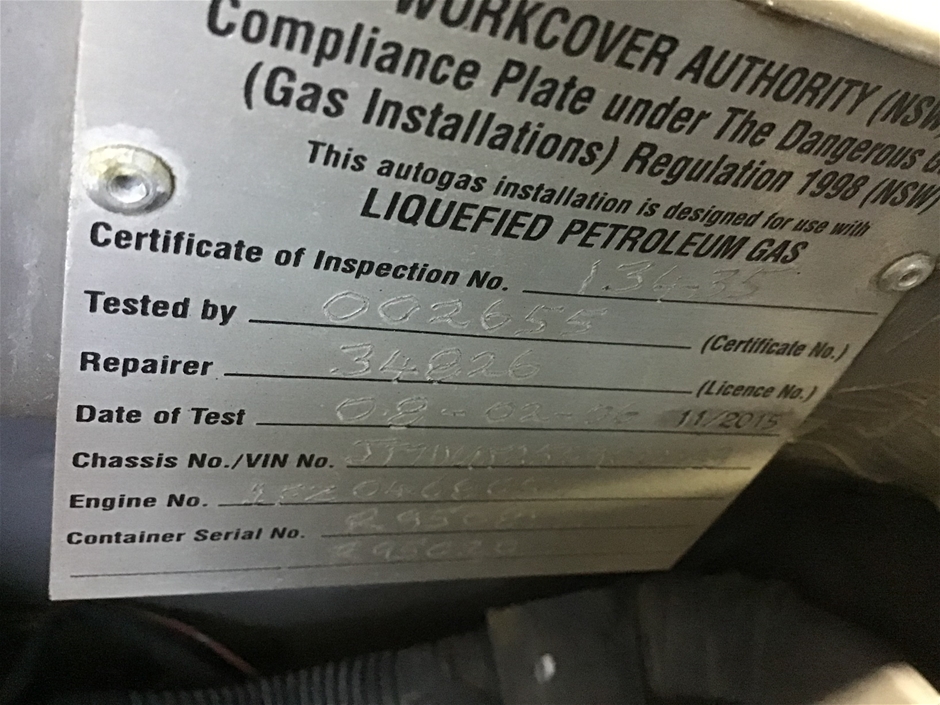 WORKCOVER AUTHORITY (NSW
Compliance Plate under The Dangerous
(Gas Installations) Regulation 1998 (NSW)
This autogas installation is designed for use with
LIQUEFIED PETROLEUM GAS
Certificate of Inspection No.
Tested by 002655 (Certificate No.)
Repairer 34826 (Licence No.)
Date of Test 11/2015
Chassis No./VIN No.
Engine No.
Container Serial No.